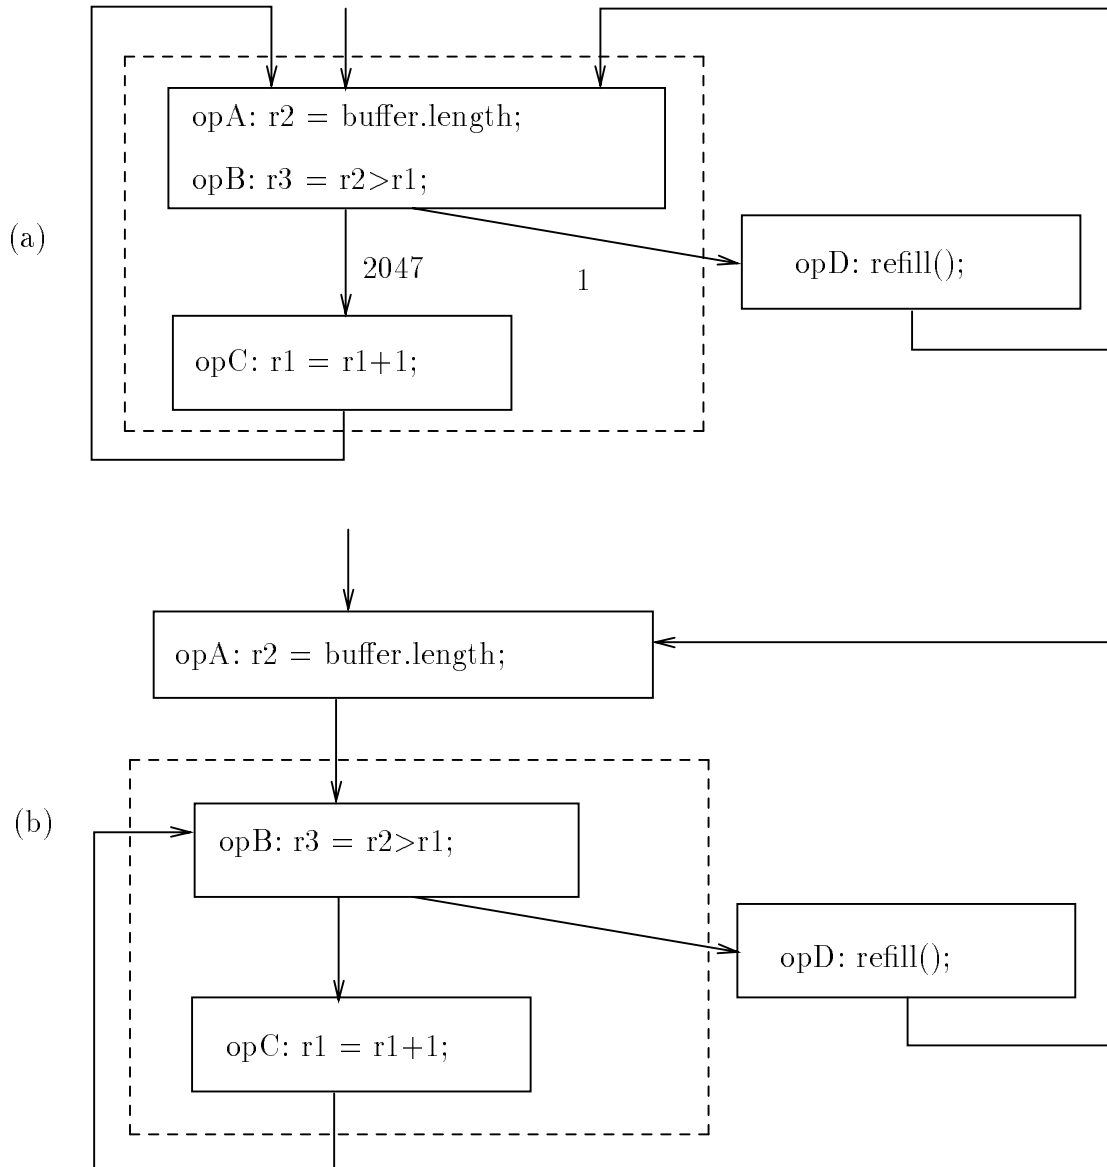 opA: r2 = buffer.length;
opB: r3 = r2>r1;
(a)
2047
1
opD: refill();
opC: r1 = r1+1;
opA: r2 = buffer.length;
(b)
opB: r3 = r2>r1;
opD: refill();
opC: r1 = r1+1;